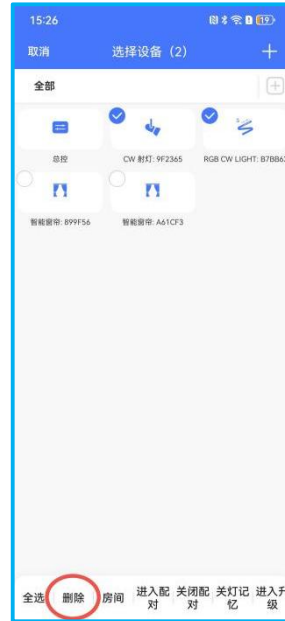 15:26
19
取消 选择设备（2） +
全部
总控 CW 射灯: 9F2365 RGB CW LIGHT: B7BB63
智能窗帘: 899F56 智能窗帘: A61CF3
全选 删除 房间 进入配对 关闭配对 关灯记忆 进入升级